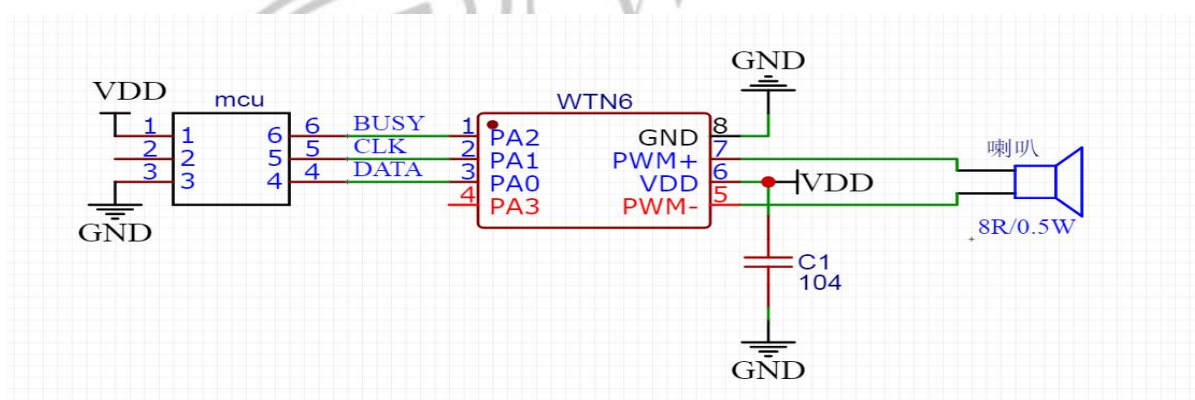 GND
VDD
mcu
WTN6
1 1 6 6 BUSY 1 PA2 GND 8
2 2 5 5 CLK 2 PA1 PWM+ 7 喇叭
3 3 4 4 DATA 3 PA0 VDD 6 VDD
4 PA3 PWM- 5
GND
8R/0.5W
C1
104
GND